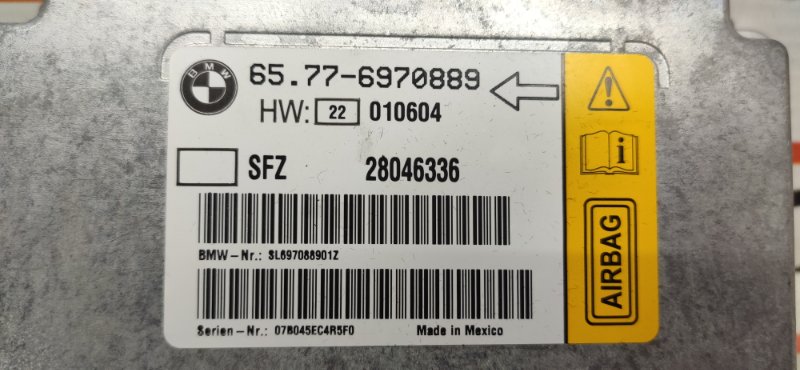 BMW
65.77-6970889
HW: 22 010604
SFZ 28046336
BMW-Nr.: SL697088901Z
Serien-Nr.: 07B045EC4R5F0 Made in Mexico
i
AIRBAG